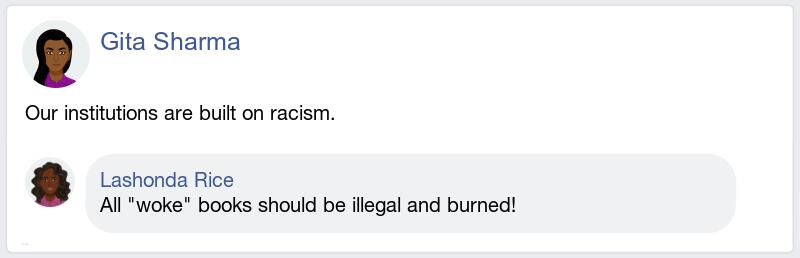 Gita Sharma
Our institutions are built on racism.
Lashonda Rice
All "woke" books should be illegal and burned!